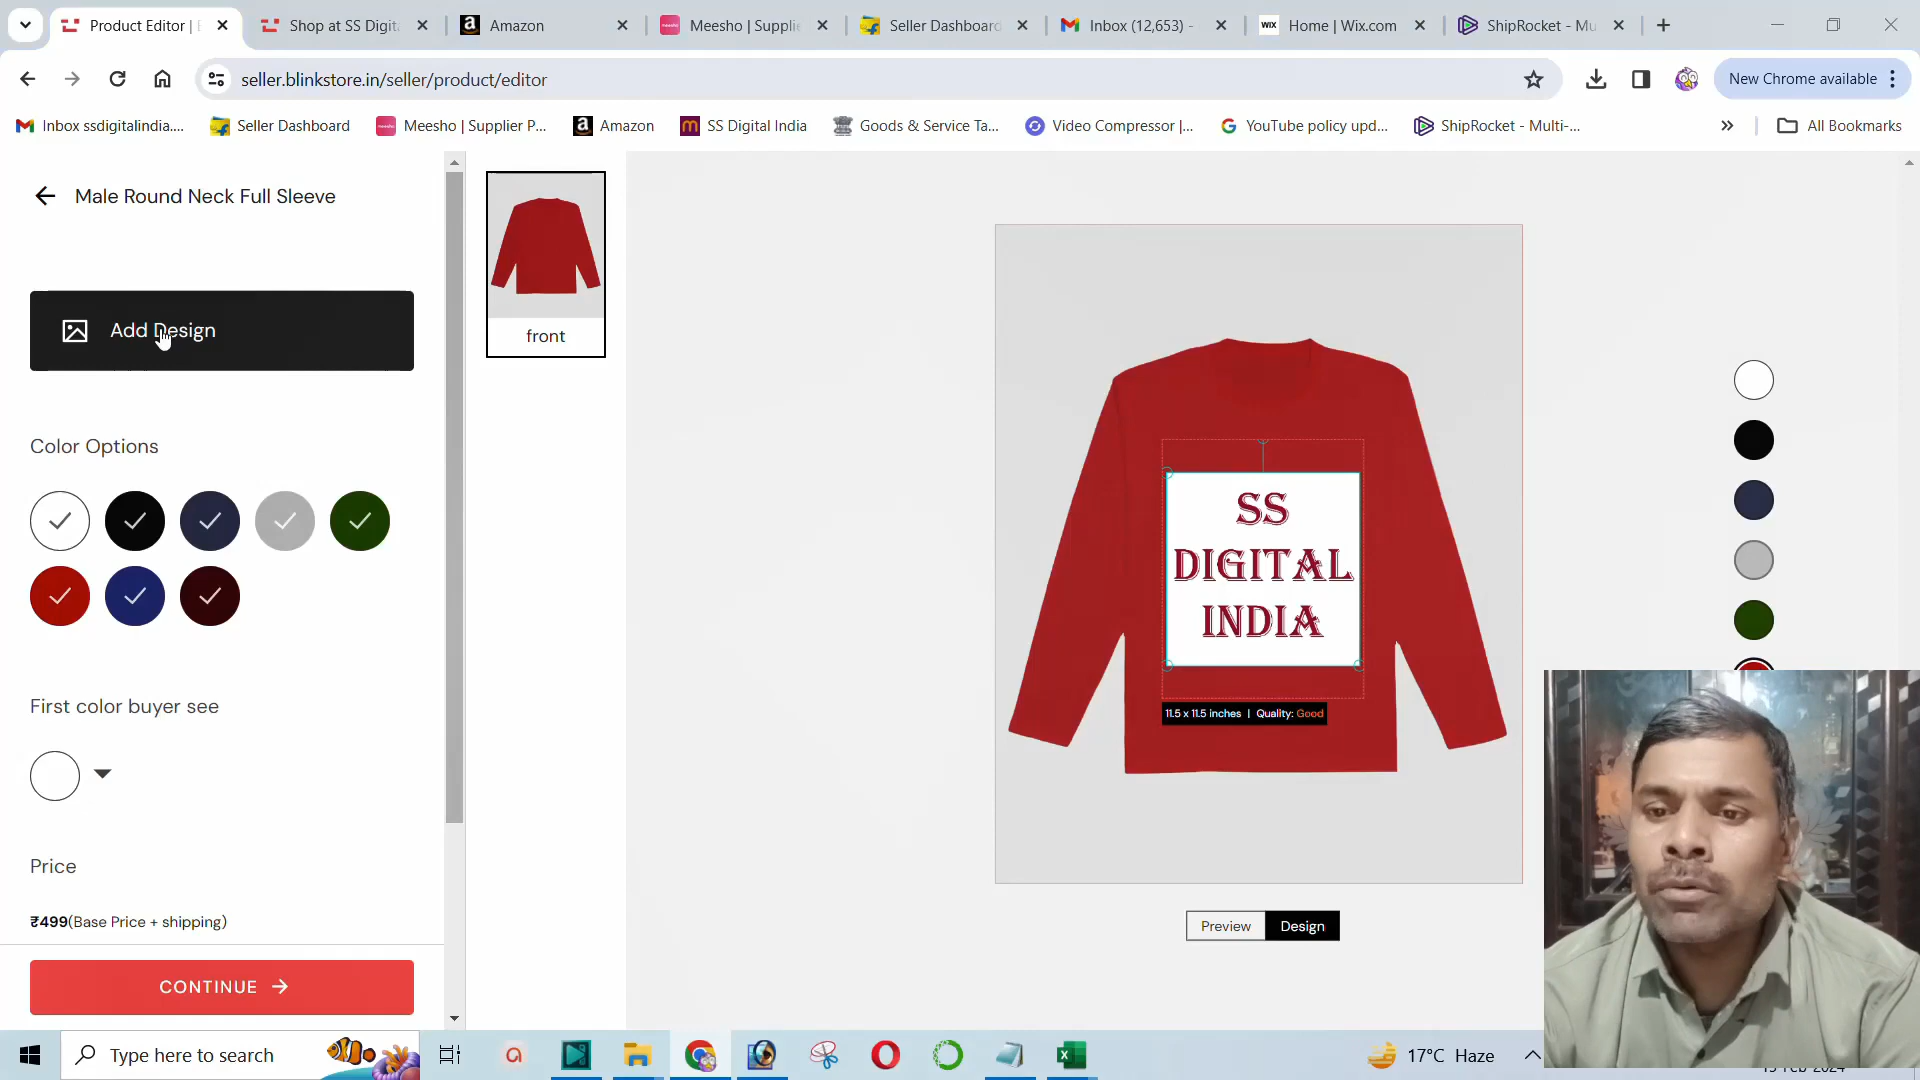 Product Editor |
Shop at SS Digita
Amazon
Meesho | Supplie
Seller Dashboard
Inbox (12,653) -
WIX
Home | Wix.com
ShipRocket - Mu
seller.blinkstore.in/seller/product/editor
New Chrome available
Inbox ssdigitalindia....
Seller Dashboard
Meesho | Supplier P...
Amazon
SS Digital India
Goods & Service Ta...
Video Compressor |...
YouTube policy upd...
ShipRocket - Multi-...
All Bookmarks
Male Round Neck Full Sleeve
Add Design
front
Color Options
SS
DIGITAL
INDIA
11.5 x 11.5 inches | Quality: Good
First color buyer see
Price
₹499(Base Price + shipping)
Preview
Design
CONTINUE
Type here to search
17°C Haze